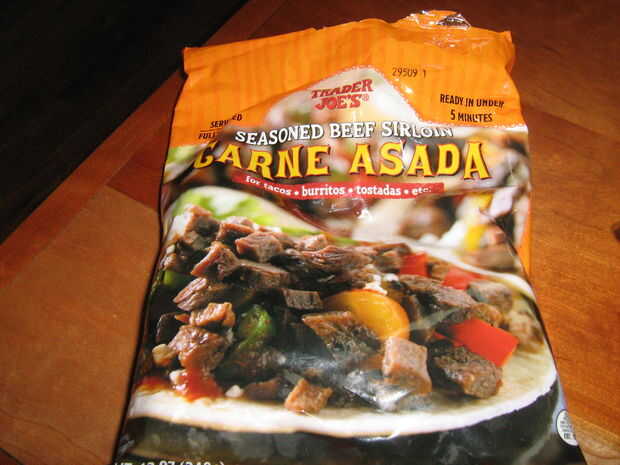 29509 1
TRADER
JOE'S®
READY IN UNDER
5 MINUTES
SEASONED BEEF SIRLOIN
CARNE ASADA
for tacos • burritos • tostadas • etc.